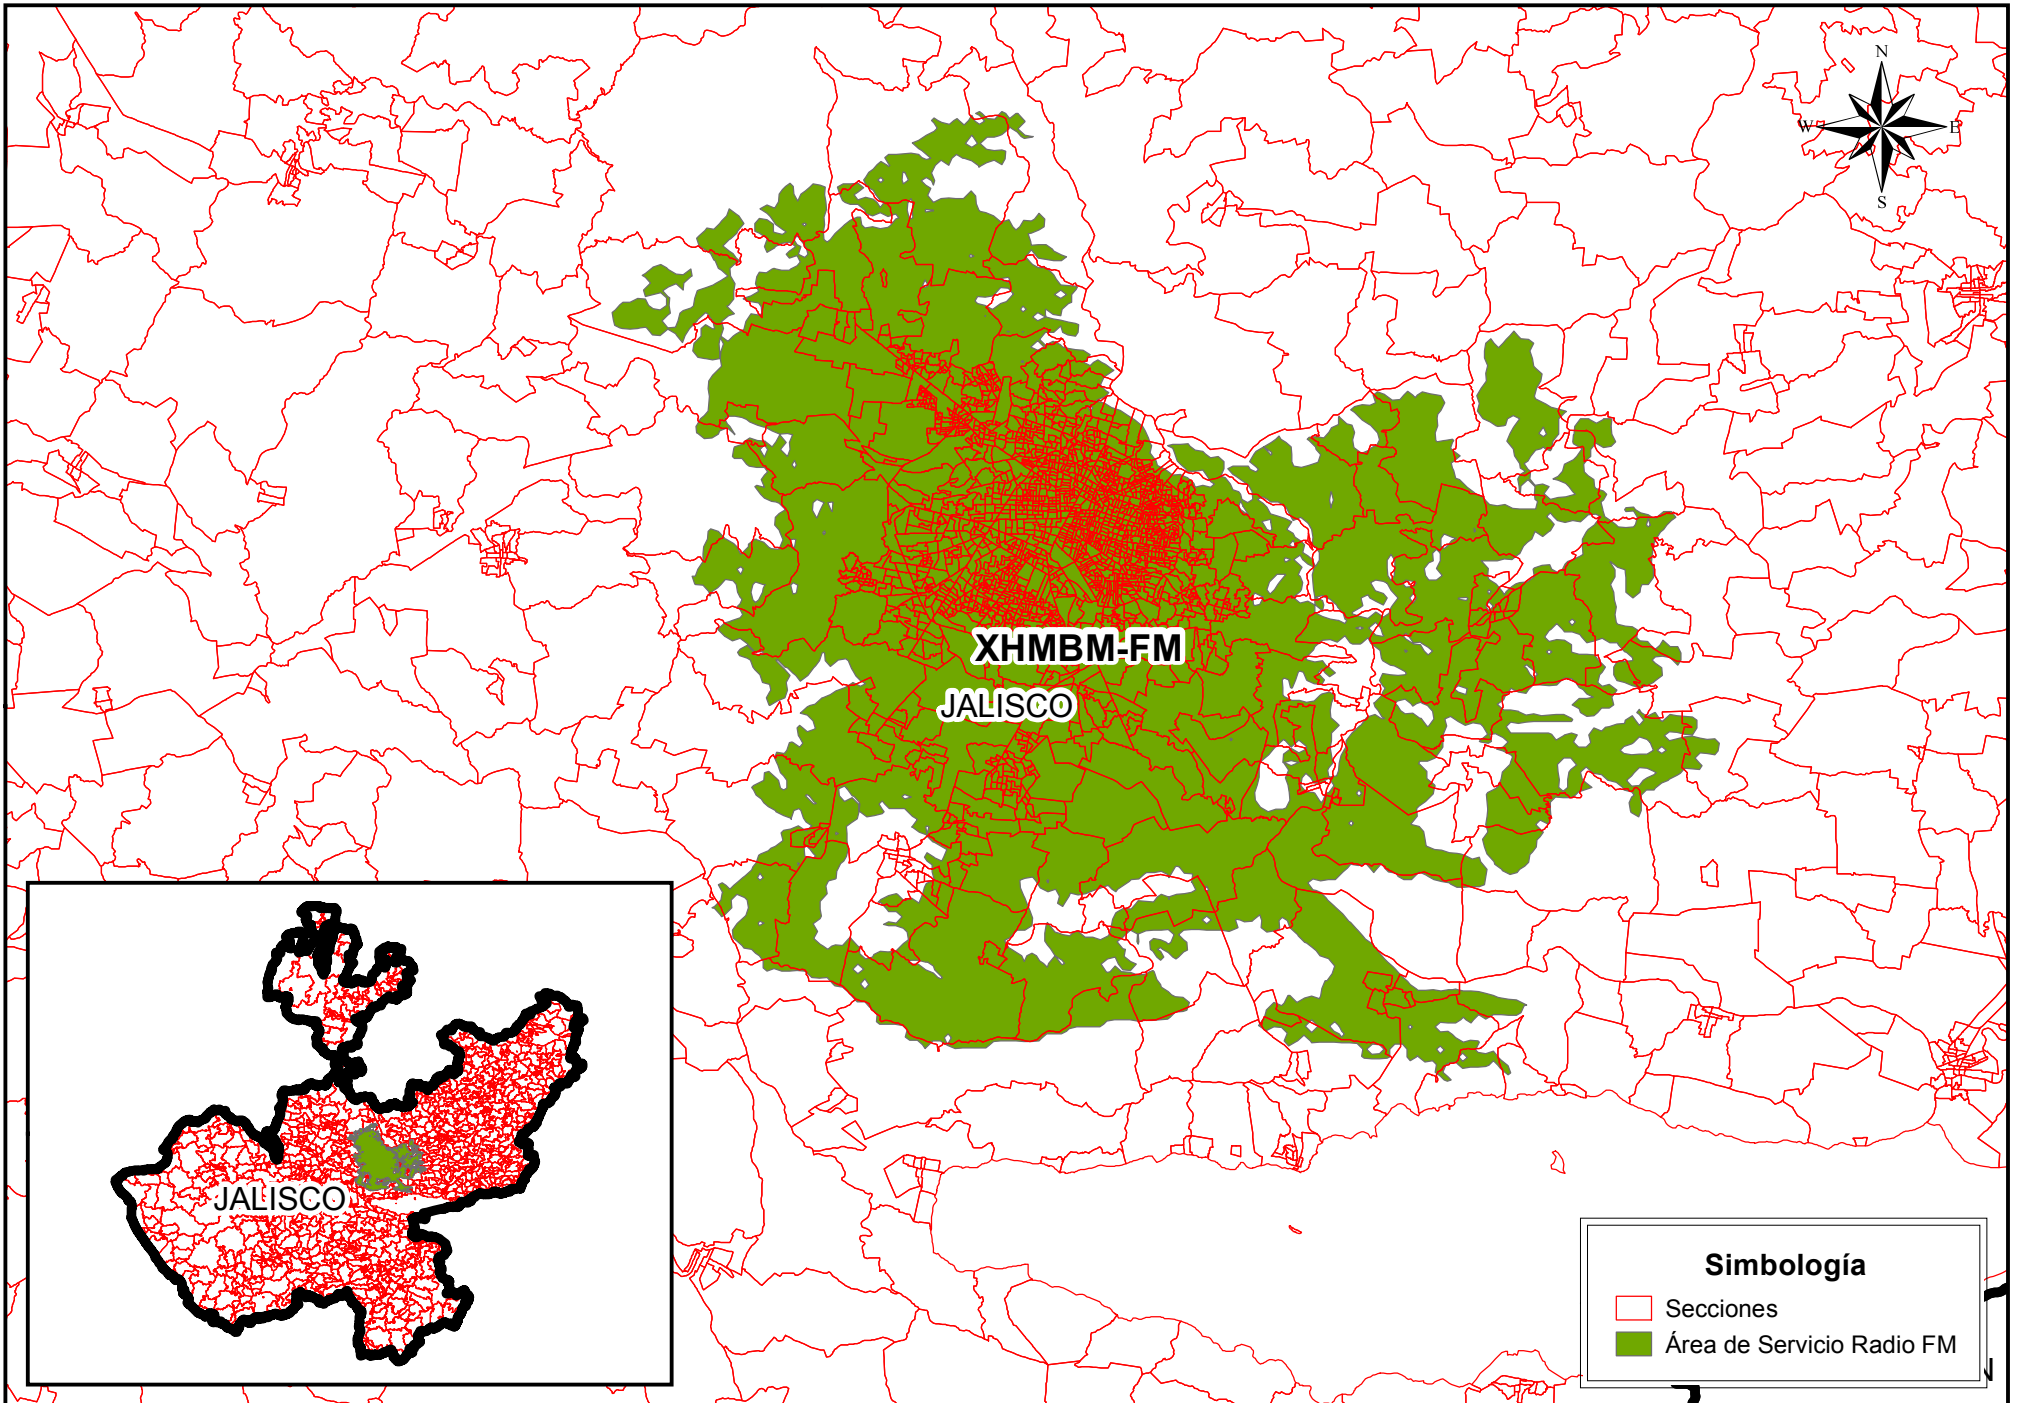 N
W E
S
XHMBM-FM
JALISCO
JALISCO
Simbología
Secciones
Área de Servicio Radio FM
N